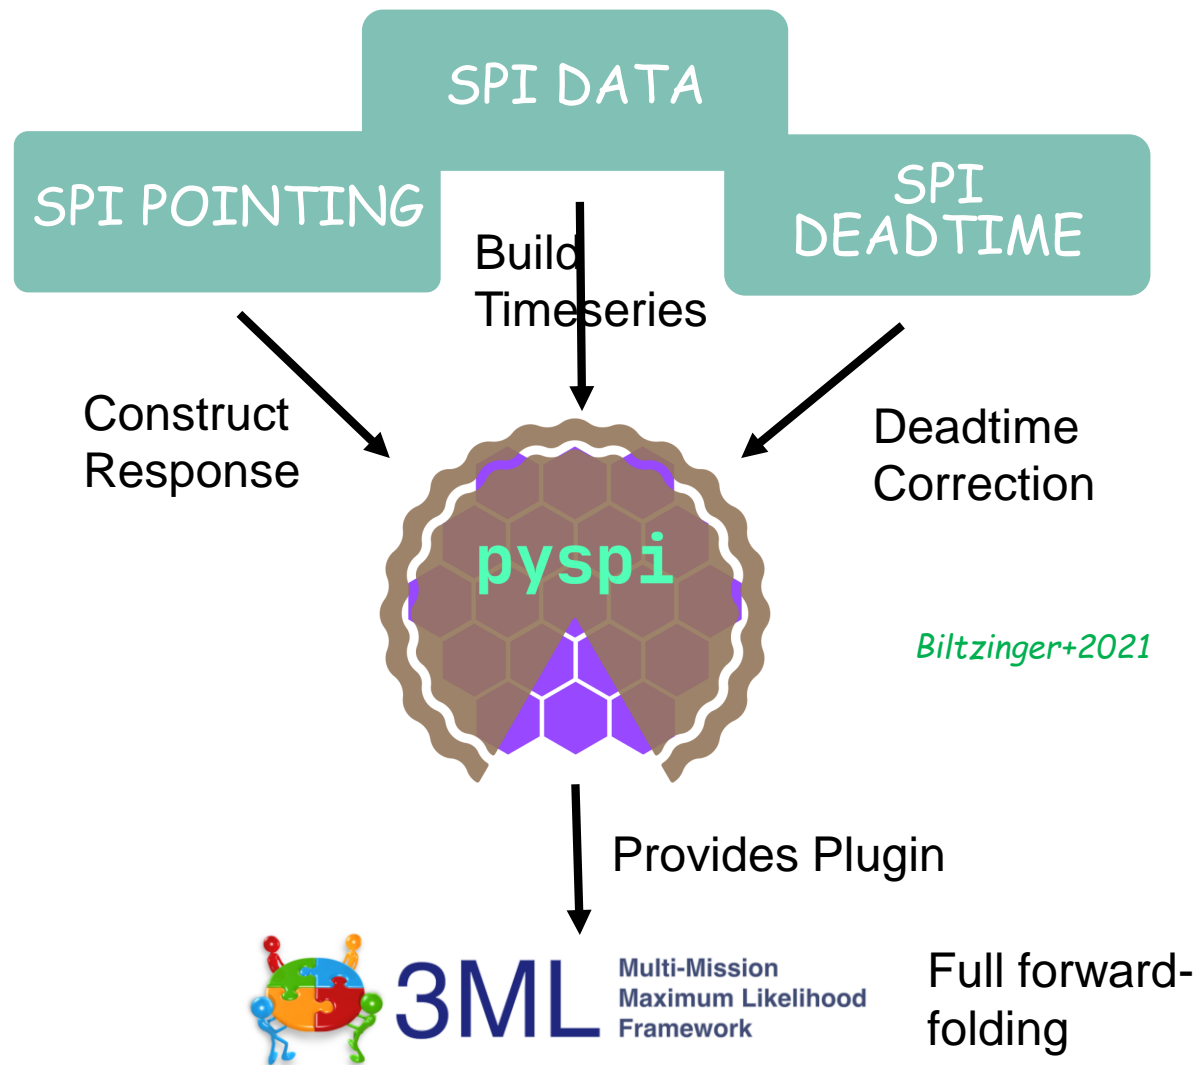 SPI DATA
SPI POINTING
SPI
DEADTIME
Build
Timeseries
Construct
Response
Deadtime
Correction
pyspi
Biltzinger+2021
Provides Plugin
3ML
Multi-Mission
Maximum Likelihood
Framework
Full forward-
folding